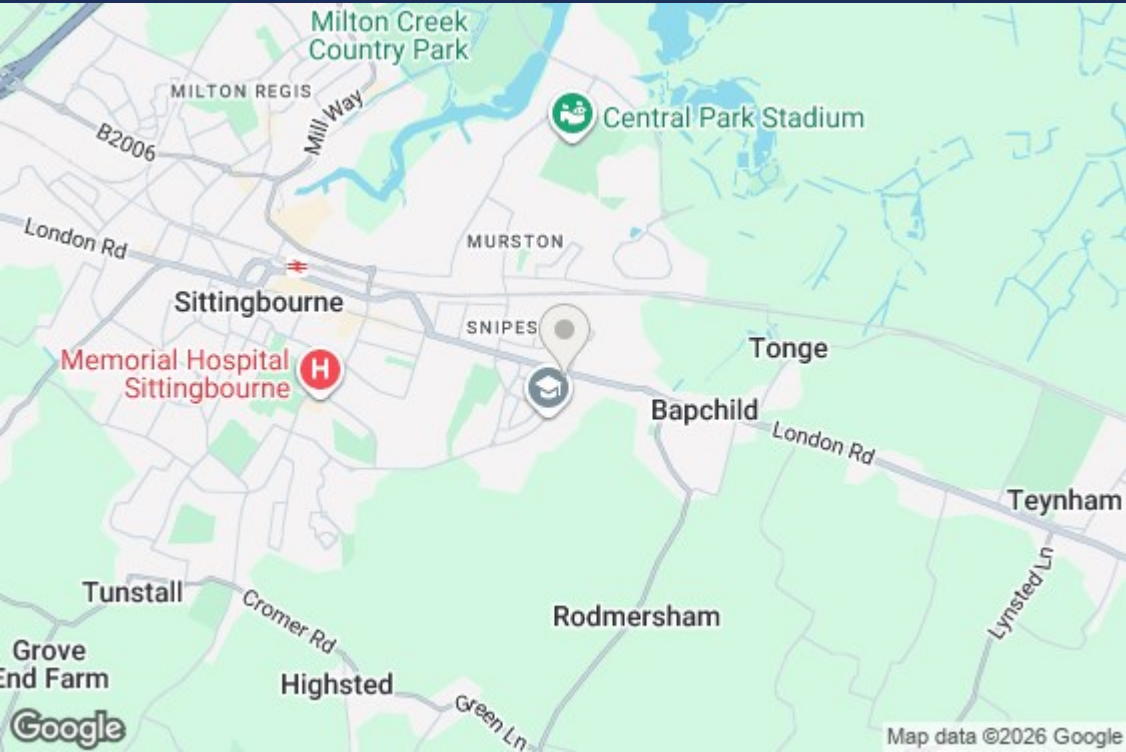 Milton Creek
Country Park
MILTON REGIS
Mill Way
Central Park Stadium
B2006
London Rd
MURSTON
Sittingbourne
SNIPES
Memorial Hospital
Sittingbourne
H
Tonge
Bapchild
London Rd
Teynham
Tunstall
Cromer Rd
Rodmersham
Lynsted Ln
Grove
End Farm
Highsted
Green Ln
Google
Map data ©2026 Google